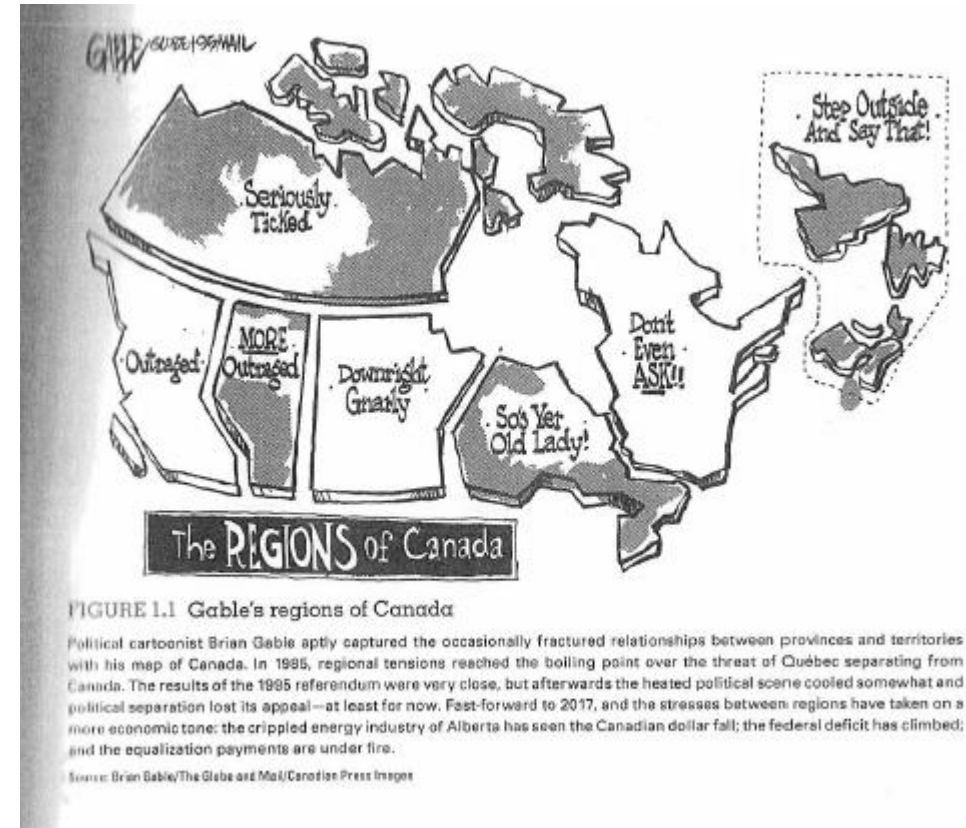 GABLE/GLOBE & MAIL
Step Outside
And Say That!
Seriously
Ticked
Outraged
MORE
Outraged
Downright
Gnarly
Don't
Even
ASK!!
So's Yer
Old Lady!
The REGIONS of Canada
FIGURE 1.1 Gable's regions of Canada
Political cartoonist Brian Gable aptly captured the occasionally fractured relationships between provinces and territories
with his map of Canada. In 1985, regional tensions reached the boiling point over the threat of Québec separating from
Canada. The results of the 1995 referendum were very close, but afterwards the heated political scene cooled somewhat and
political separation lost its appeal—at least for now. Fast-forward to 2017, and the stresses between regions have taken on a
more economic tone: the crippled energy industry of Alberta has seen the Canadian dollar fall; the federal deficit has climbed;
and the equalization payments are under fire.
Source: Brian Gable/The Globe and Mail/Canadian Press Images